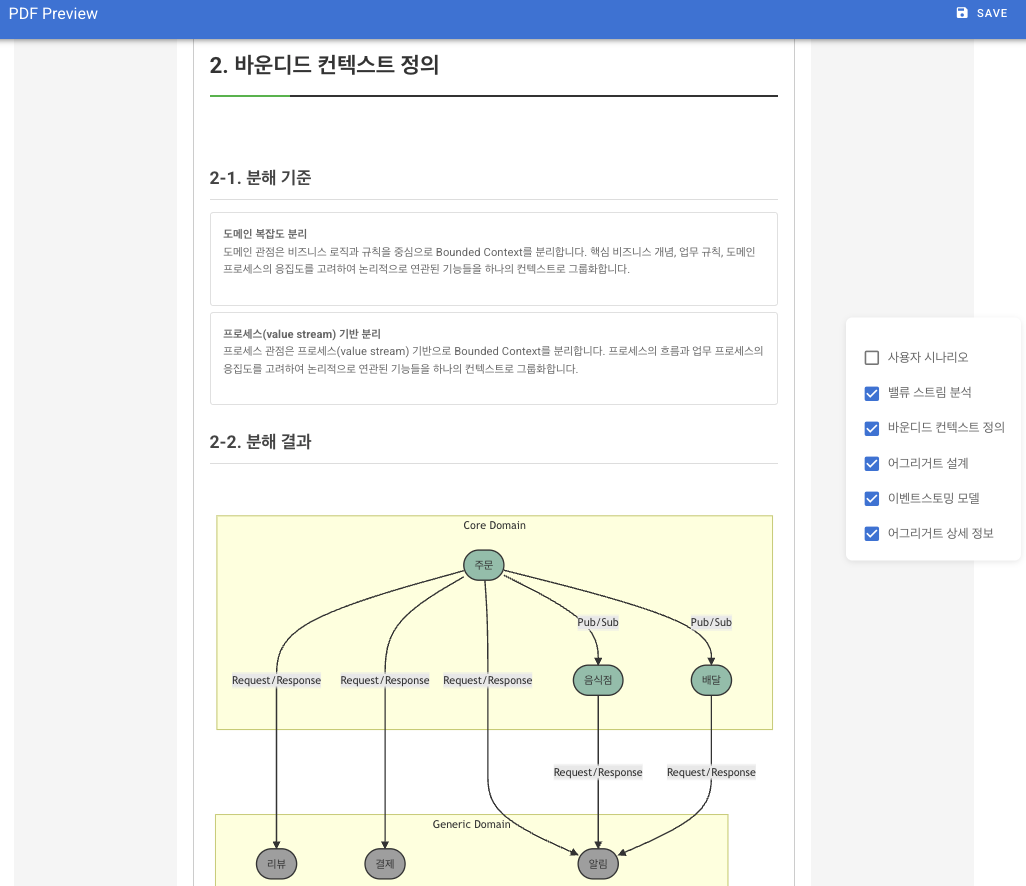 PDF Preview
SAVE
2. 바운디드 컨텍스트 정의
2-1. 분해 기준
도메인 복잡도 분리
도메인 관점은 비즈니스 로직과 규칙을 중심으로 Bounded Context를 분리합니다. 핵심 비즈니스 개념, 업무 규칙, 도메인
프로세스의 응집도를 고려하여 논리적으로 연관된 기능들을 하나의 컨텍스트로 그룹화합니다.
프로세스(value stream) 기반 분리
프로세스 관점은 프로세스(value stream) 기반으로 Bounded Context를 분리합니다. 프로세스의 흐름과 업무 프로세스의
응집도를 고려하여 논리적으로 연관된 기능들을 하나의 컨텍스트로 그룹화합니다.
2-2. 분해 결과
Core Domain
주문
Pub/Sub
Pub/Sub
Request/Response
Request/Response
Request/Response
음식점
배달
Request/Response
Request/Response
Generic Domain
리뷰
결제
알림
사용자 시나리오
밸류 스트림 분석
바운디드 컨텍스트 정의
어그리거트 설계
이벤트스토밍 모델
어그리거트 상세 정보